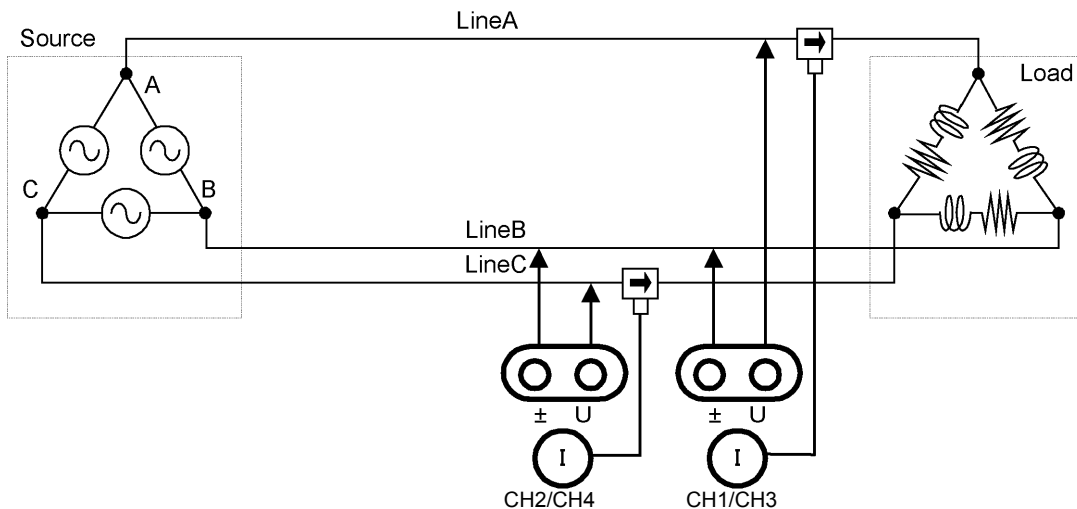 LineA
Source
Load
A
C
B
LineB
LineC
± U
± U
I
I
CH2/CH4
CH1/CH3